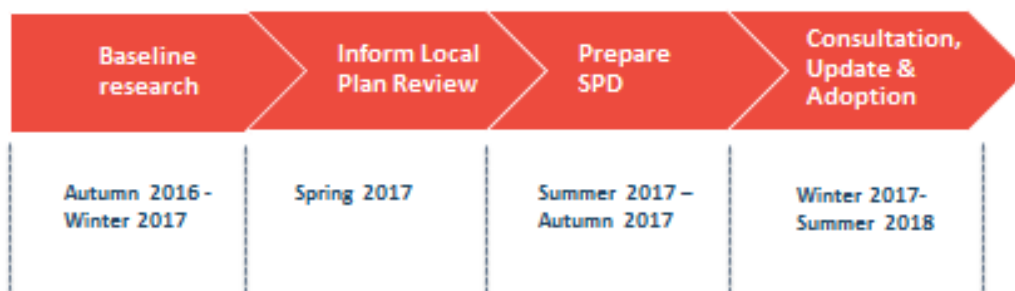 Baseline
research
Inform Local
Plan Review
Prepare
SPD
Consultation,
Update &
Adoption
Autumn 2016 -
Winter 2017
Spring 2017
Summer 2017 –
Autumn 2017
Winter 2017-
Summer 2018